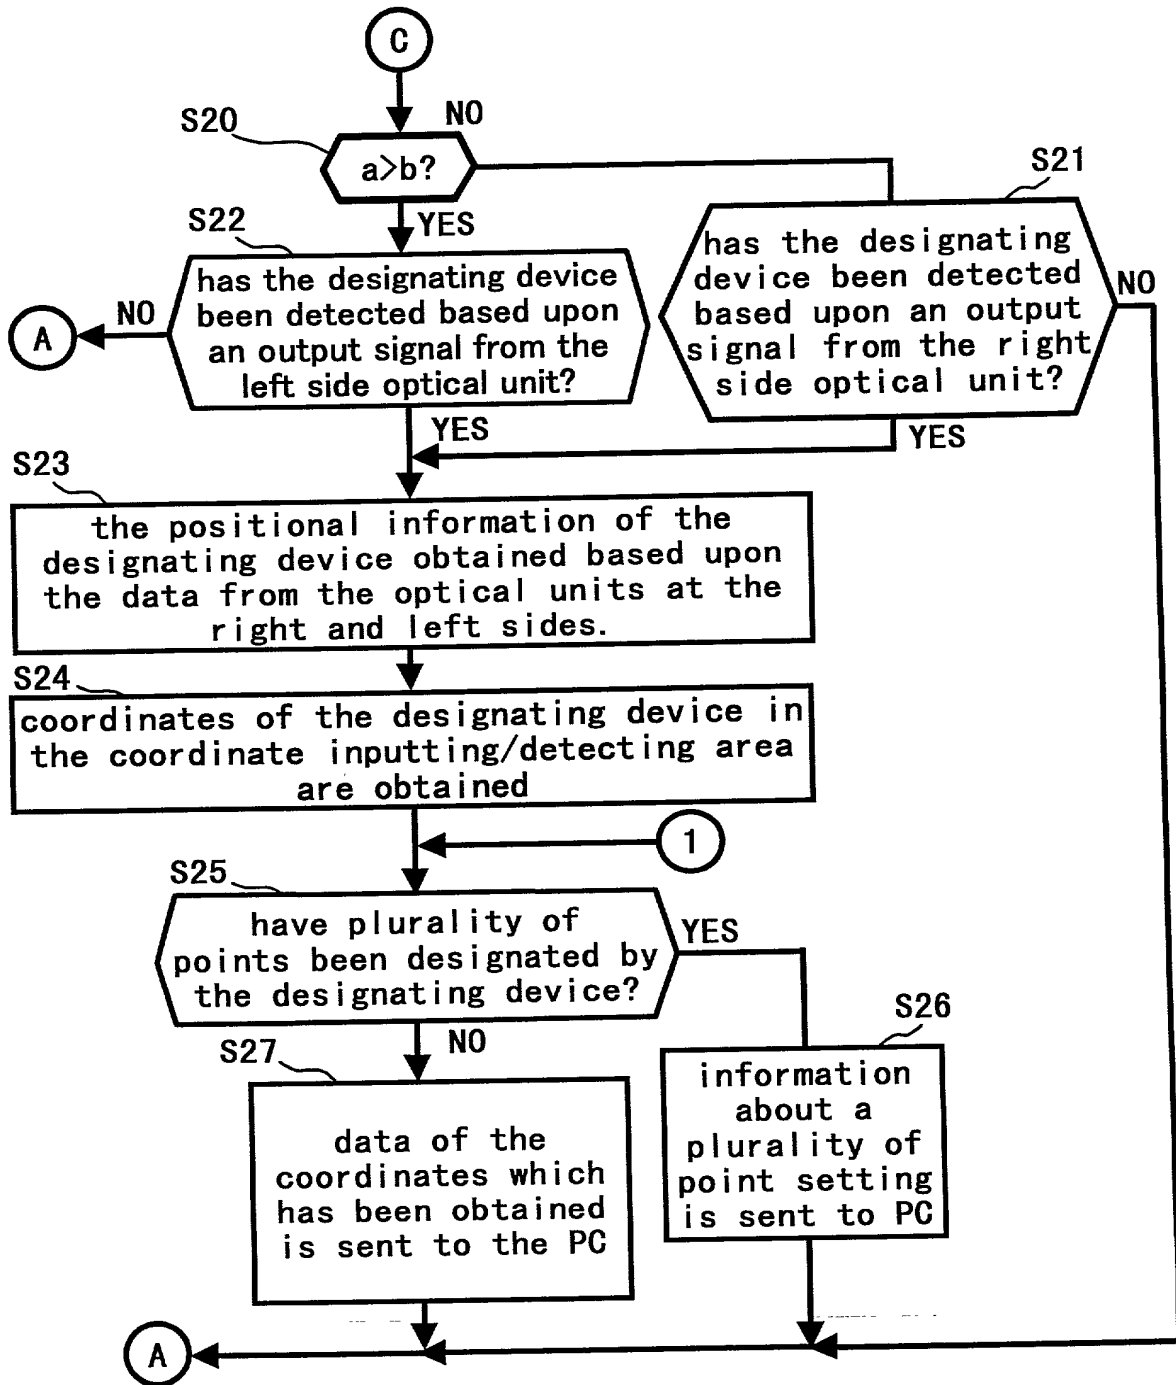 C
S20
NO
a>b?
S21
YES
S22
has the designating device
been detected based upon
an output signal from the
left side optical unit?
has the designating
device been detected
based upon an output
signal from the right
side optical unit?
NO
NO
A
YES
YES
S23
the positional information of the
designating device obtained based upon
the data from the optical units at the
right and left sides.
S24
coordinates of the designating device in
the coordinate inputting/detecting area
are obtained
1
S25
have plurality of
points been designated by
the designating device?
YES
NO
S26
information
about a
plurality of
point setting
is sent to PC
S27
data of the
coordinates which
has been obtained
is sent to the PC
A